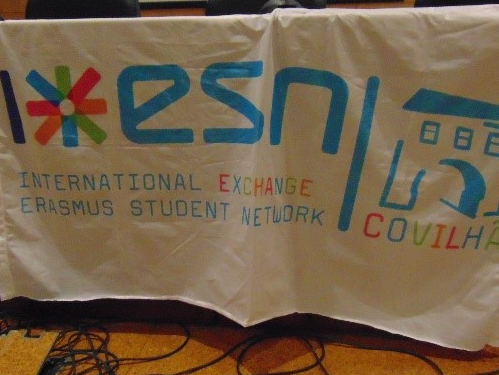 esn
INTERNATIONAL EXCHANGE
ERASMUS STUDENT NETWORK
COVILHÃ